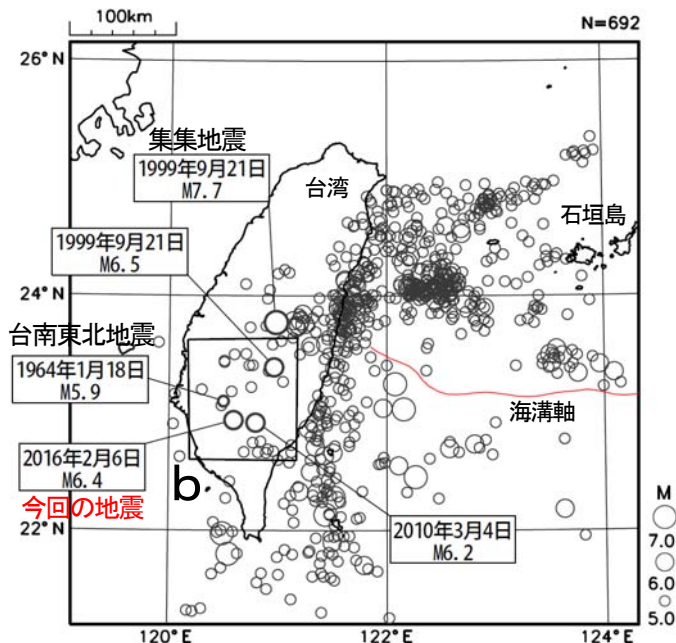 100km
N=692
26°N
集集地震
1999年9月21日
M7.7
台湾
石垣島
1999年9月21日
M6.5
24°N
台南東北地震
1964年1月18日
M5.9
海溝軸
2016年2月6日
M6.4
b
今回の地震
22°N
2010年3月4日
M6.2
M
7.0
6.0
5.0
120°E
122°E
124°E